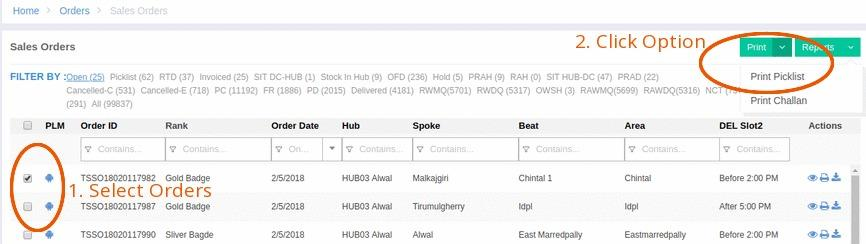 Home > Orders > Sales Orders
Sales Orders
2. Click Option
Print Reports
FILTER BY : Open (25) Picklist (62) RTD (37) Invoiced (25) SIT DC-HUB (1) Stock In Hub (9) OFD (236) Hold (5) PRAH (9) RAH (0) SIT HUB-DC (47) PRAD (22)
Cancelled-C (531) Cancelled-E (718) PC (11192) FR (1886) PD (2015) Delivered (4181) RWMQ(5701) RWDQ (5317) OWSH (3) RAWMQ(5699) RAWDQ(5316) NCT
(291) All (99837)
Print Picklist
Print Challan
PLM Order ID Rank Order Date Hub Spoke Beat Area DEL Slot2 Actions
Contains... Contains... On... Contains... Contains... Contains... Contains... Contains...
TSSO18020117982 Gold Badge 2/5/2018 HUB03 Alwal Malkajgiri Chintal 1 Chintal Before 2:00 PM
1. Select Orders
TSSO18020117987 Gold Badge 2/5/2018 HUB03 Alwal Tirumulgherry Idpl Idpl After 5:00 PM
TSSO18020117990 Sliver Bagde 2/5/2018 HUB03 Alwal Alwal East Marredpally Eastmarredpally Before 2:00 PM